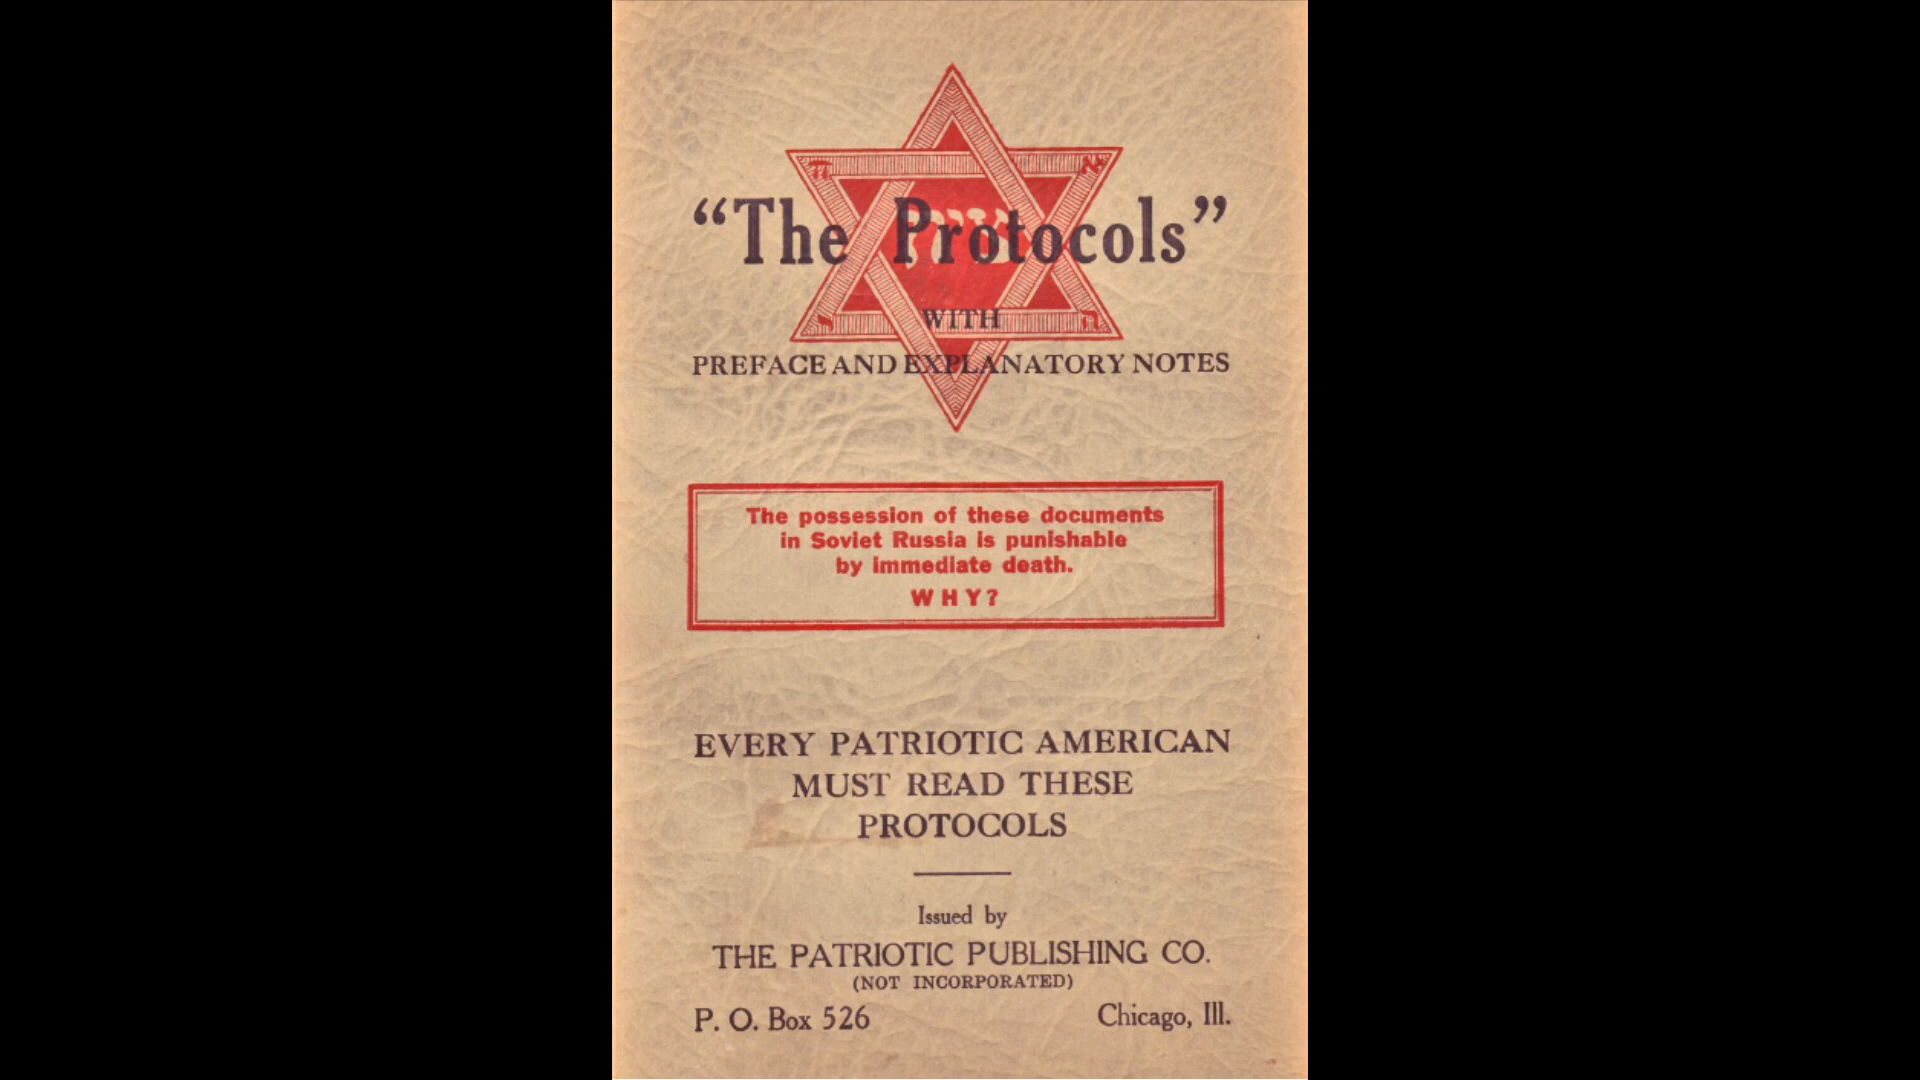 “The Protocols”
WITH
PREFACE AND EXPLANATORY NOTES
The possession of these documents
in Soviet Russia is punishable
by immediate death.
WHY?
EVERY PATRIOTIC AMERICAN
MUST READ THESE
PROTOCOLS
Issued by
THE PATRIOTIC PUBLISHING CO.
(NOT INCORPORATED)
P. O. Box 526 Chicago, Ill.